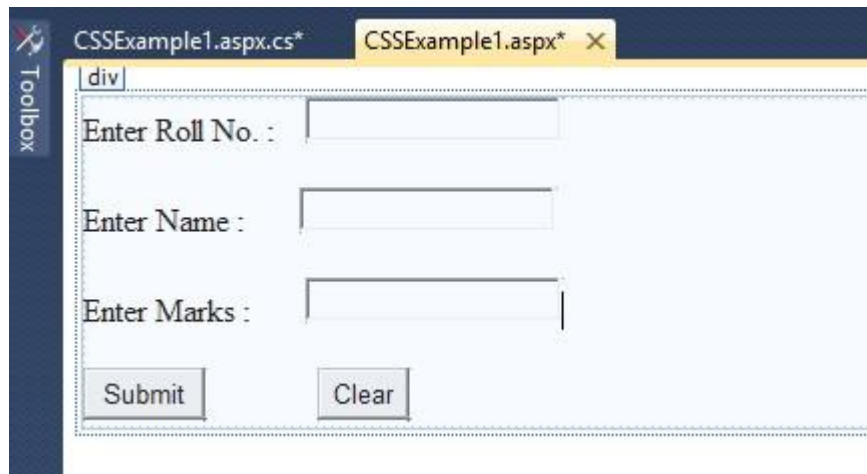 Toolbox
CSSExample1.aspx.cs* CSSExample1.aspx*
div
Enter Roll No. :
Enter Name :
Enter Marks :
Submit Clear